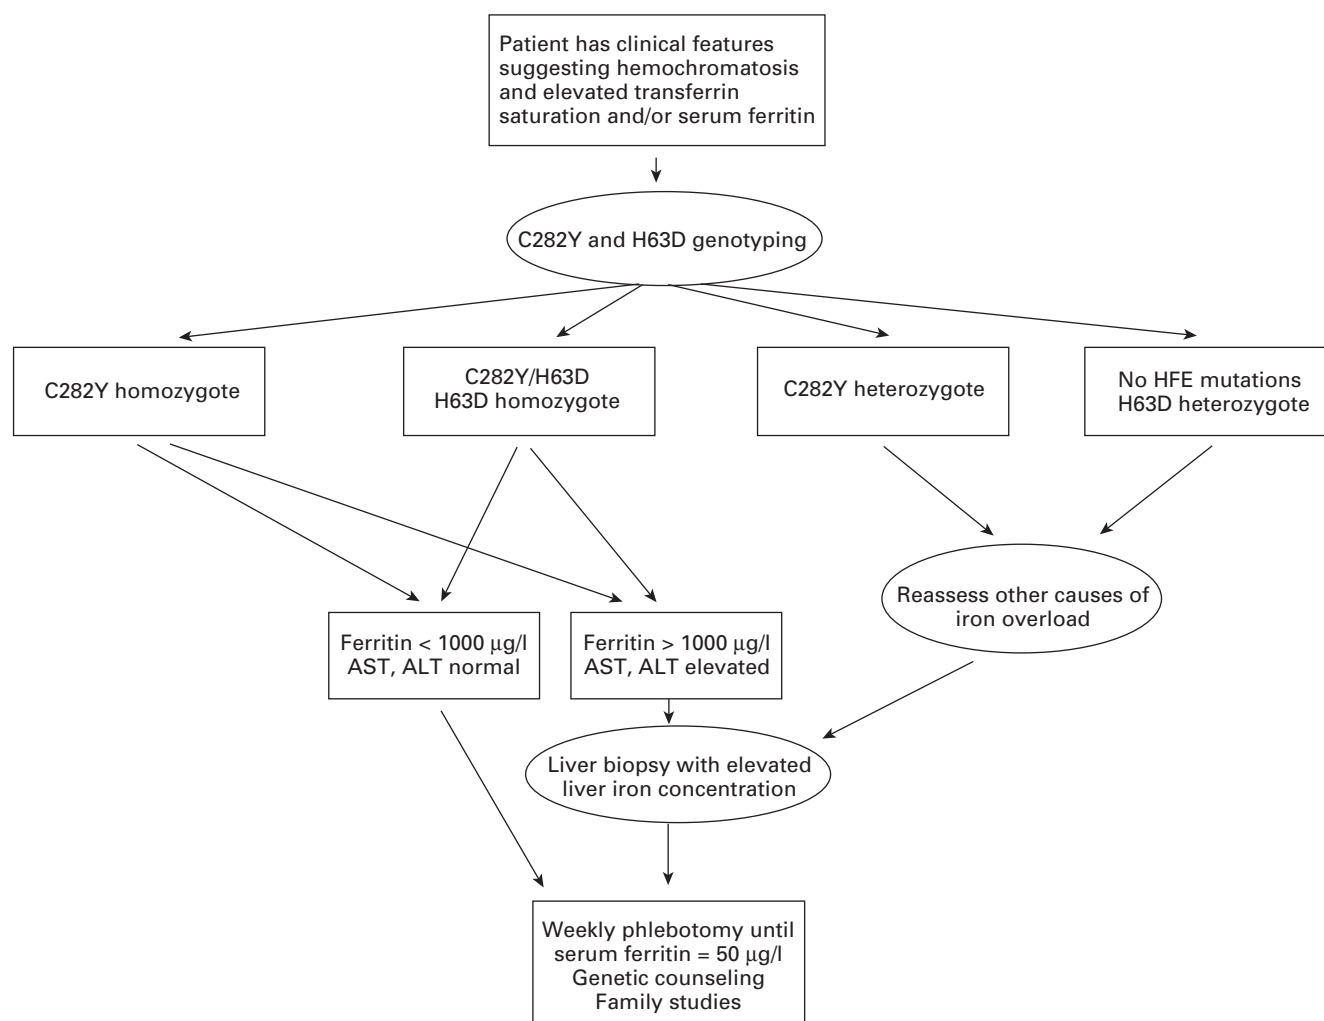 Patient has clinical features
suggesting hemochromatosis
and elevated transferrin
saturation and/or serum ferritin
C282Y and H63D genotyping
C282Y homozygote
C282Y/H63D
H63D homozygote
C282Y heterozygote
No HFE mutations
H63D heterozygote
Reassess other causes of
iron overload
Ferritin < 1000 μg/l
AST, ALT normal
Ferritin > 1000 μg/l
AST, ALT elevated
Liver biopsy with elevated
liver iron concentration
Weekly phlebotomy until
serum ferritin = 50 μg/l
Genetic counseling
Family studies